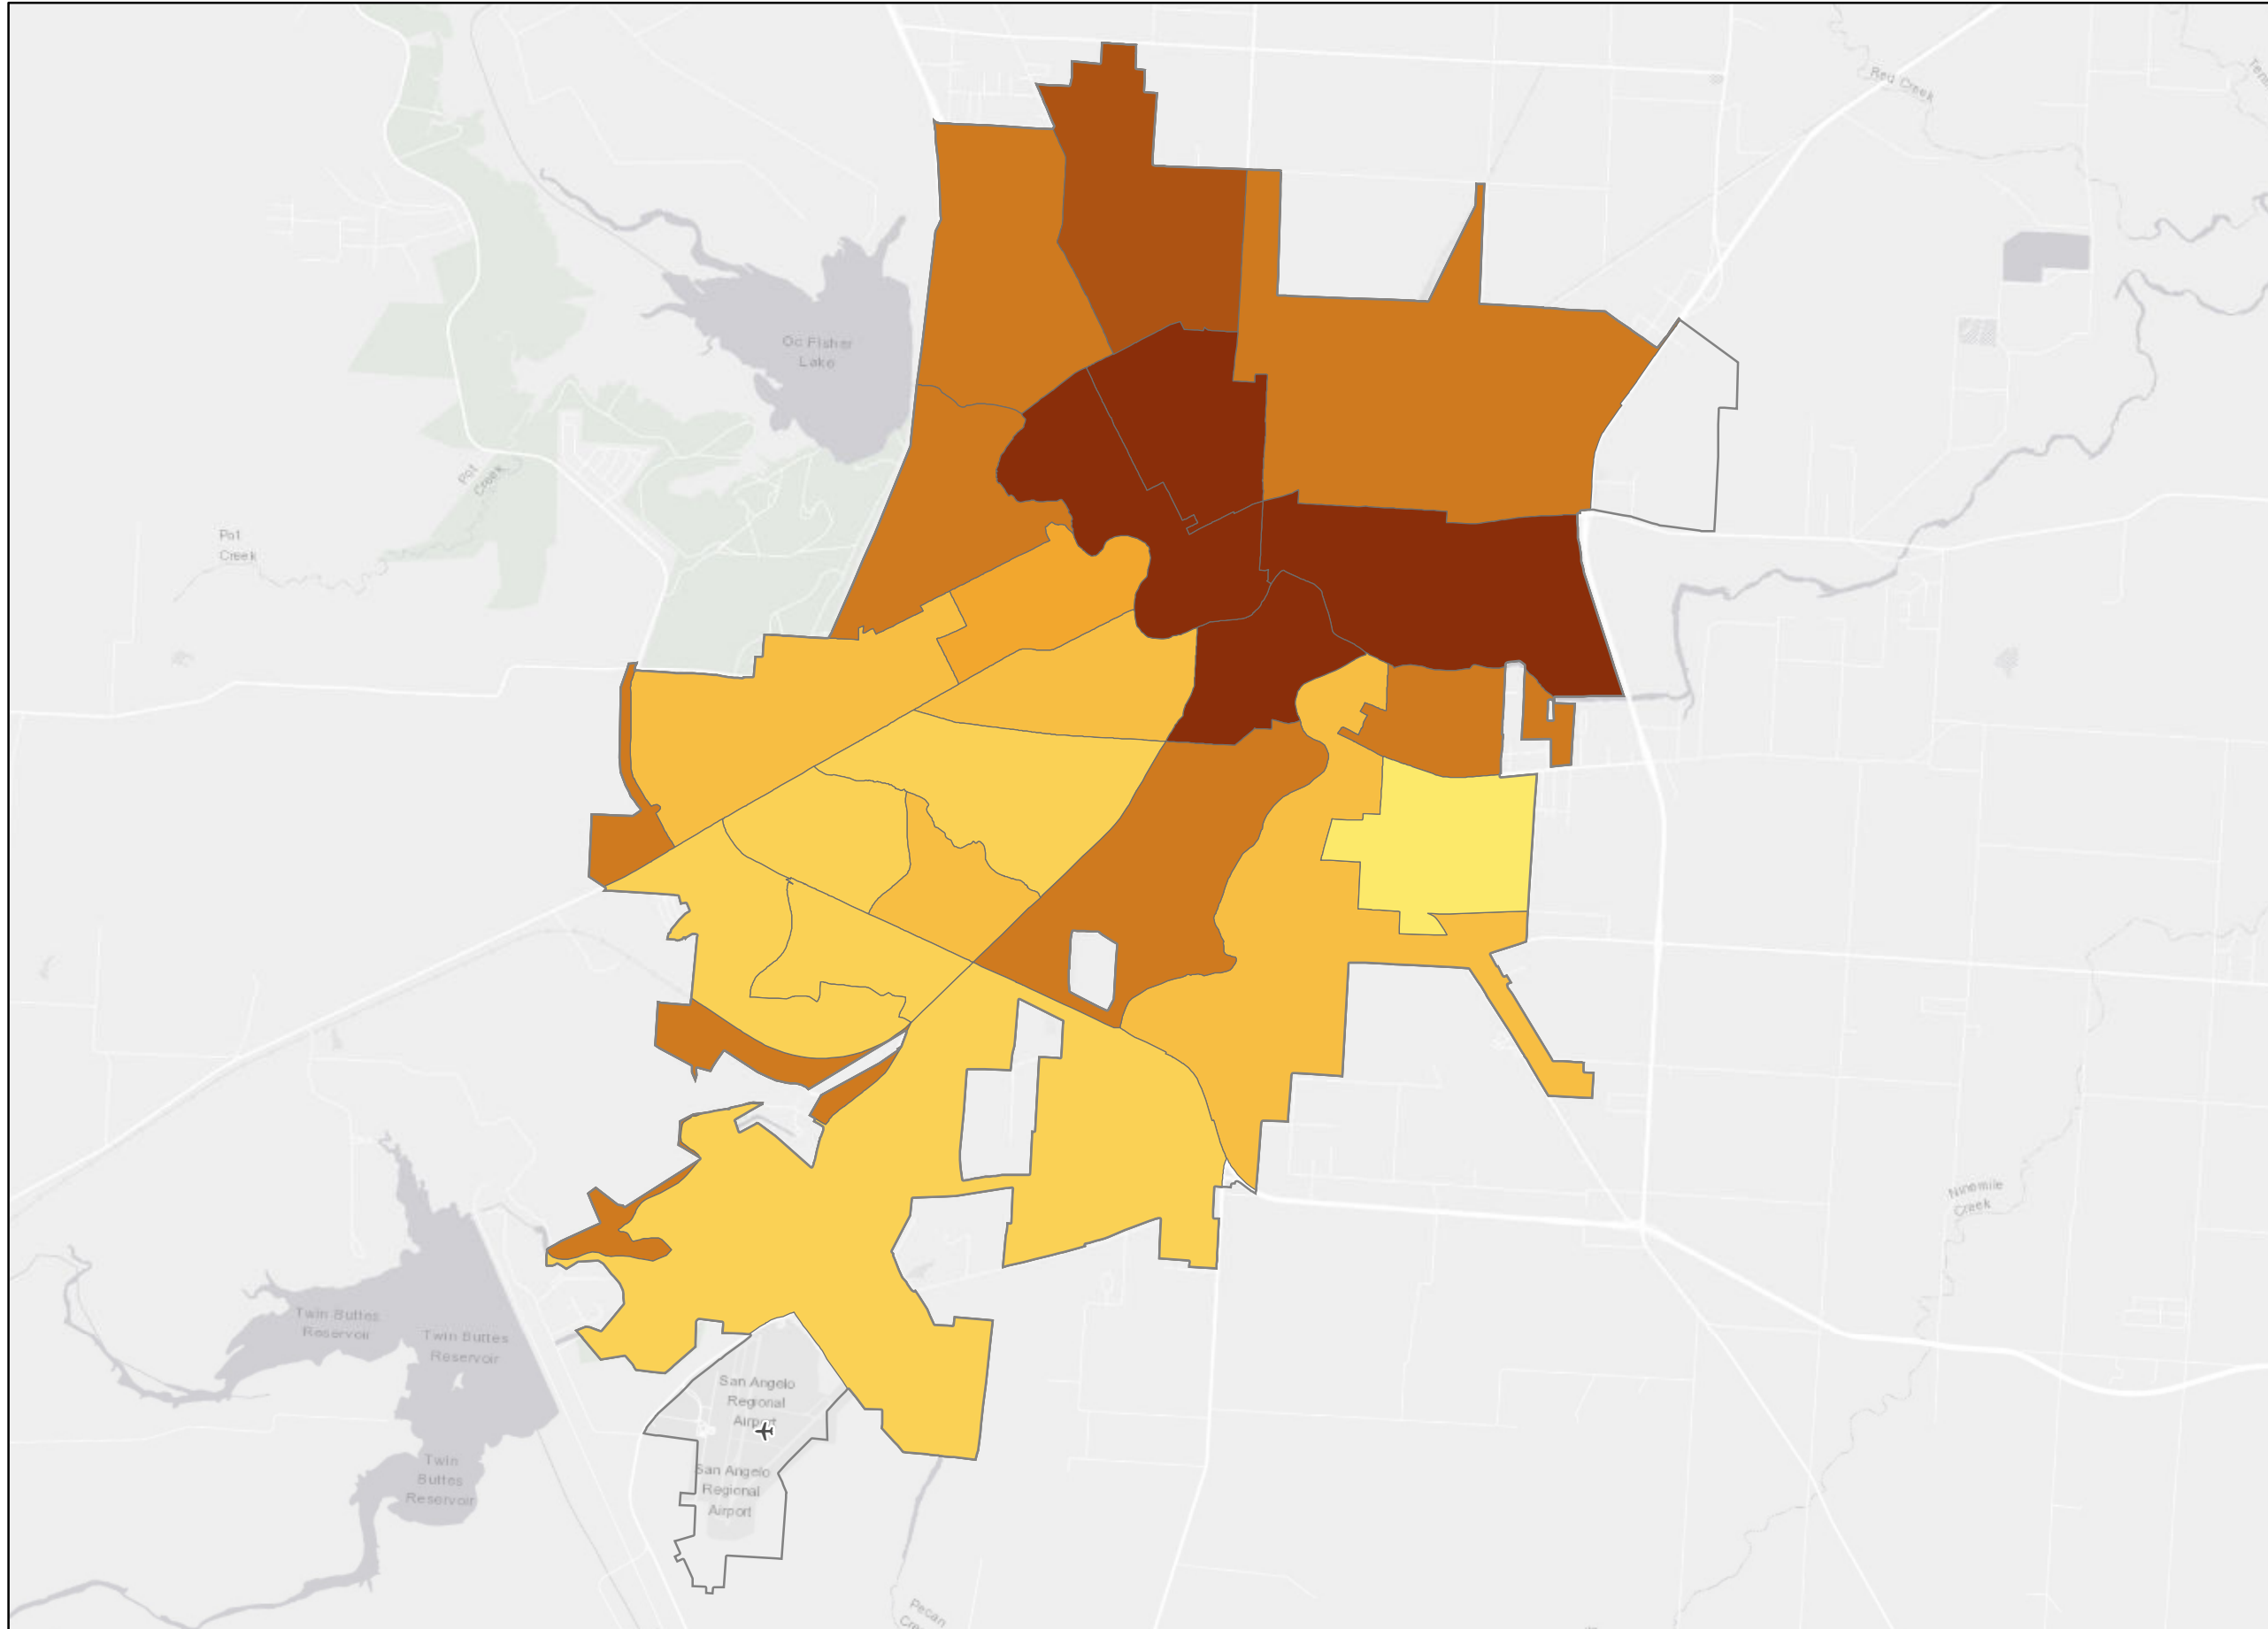 Red Creek
Oc Fisher
Lake
Pot
Creek
Pot
Creek
Ninemile
Creek
Twin Buttes
Reservoir
Twin Buttes
Reservoir
San Angelo
Regional
Airport
Twin
Buttes
Reservoir
San Angelo
Regional
Airport
Pecan